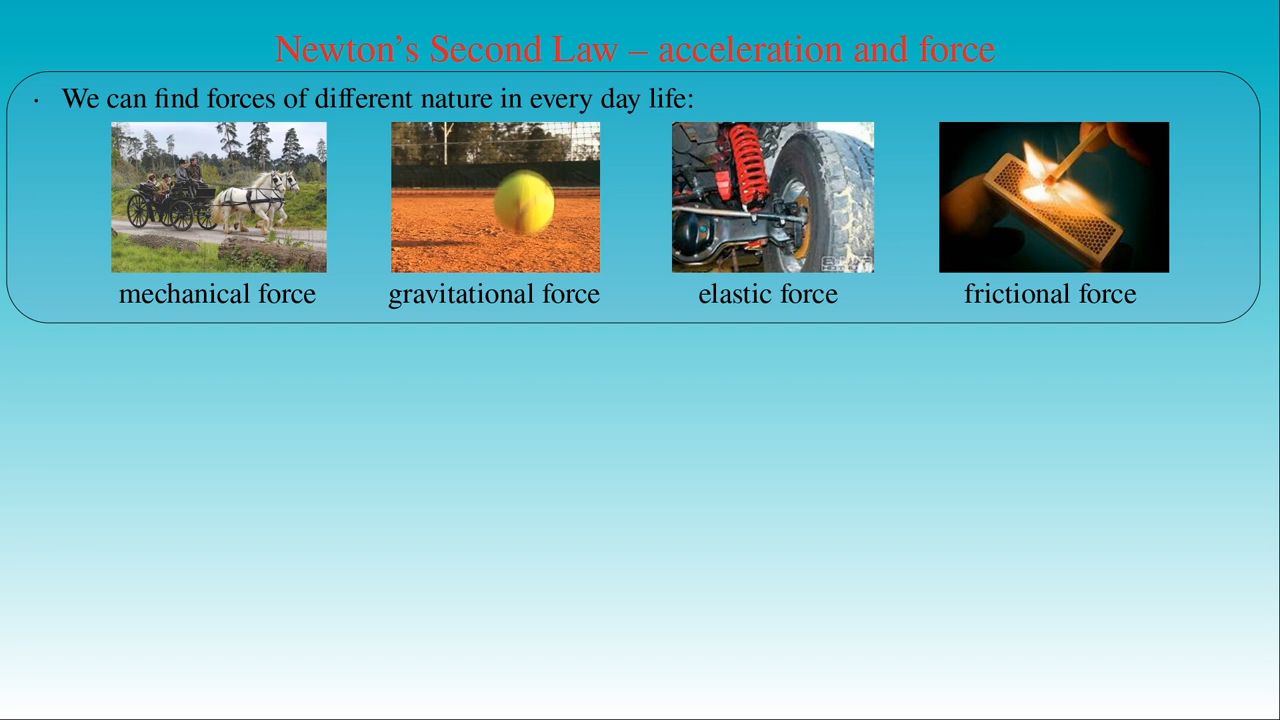 Newton's Second Law – acceleration and force
· We can find forces of different nature in every day life:
mechanical force
gravitational force
elastic force
frictional force